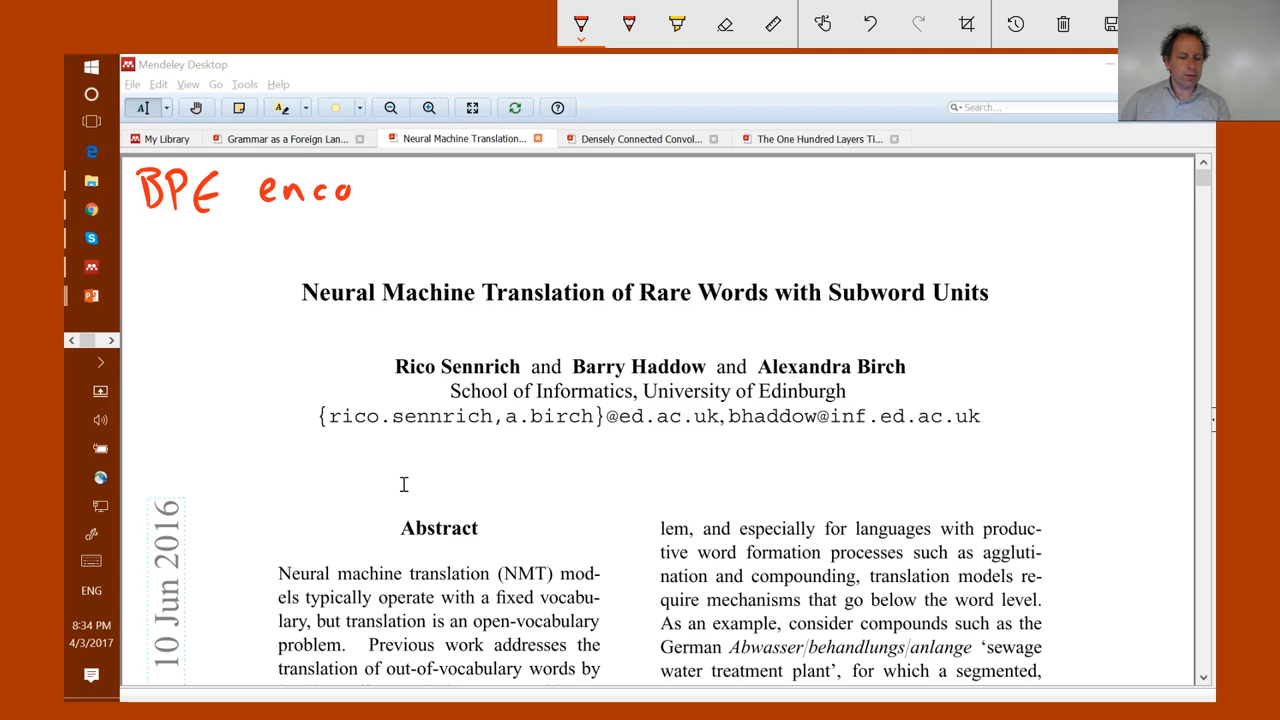 Mendeley Desktop
File Edit View Go Tools Help
Search...
My Library
Grammar as a Foreign Lan...
Neural Machine Translation...
Densely Connected Convol...
The One Hundred Layers Ti...
BPE enco
Neural Machine Translation of Rare Words with Subword Units
Rico Sennrich and Barry Haddow and Alexandra Birch
School of Informatics, University of Edinburgh
{rico.sennrich,a.birch}@ed.ac.uk,bhaddow@inf.ed.ac.uk
10 Jun 2016
Abstract
Neural machine translation (NMT) mod-
els typically operate with a fixed vocabu-
lary, but translation is an open-vocabulary
problem. Previous work addresses the
translation of out-of-vocabulary words by
lem, and especially for languages with produc-
tive word formation processes such as aggluti-
nation and compounding, translation models re-
quire mechanisms that go below the word level.
As an example, consider compounds such as the
German Abwasser|behandlungs|anlange ‘sewage
water treatment plant’, for which a segmented,
ENG
8:34 PM
4/3/2017